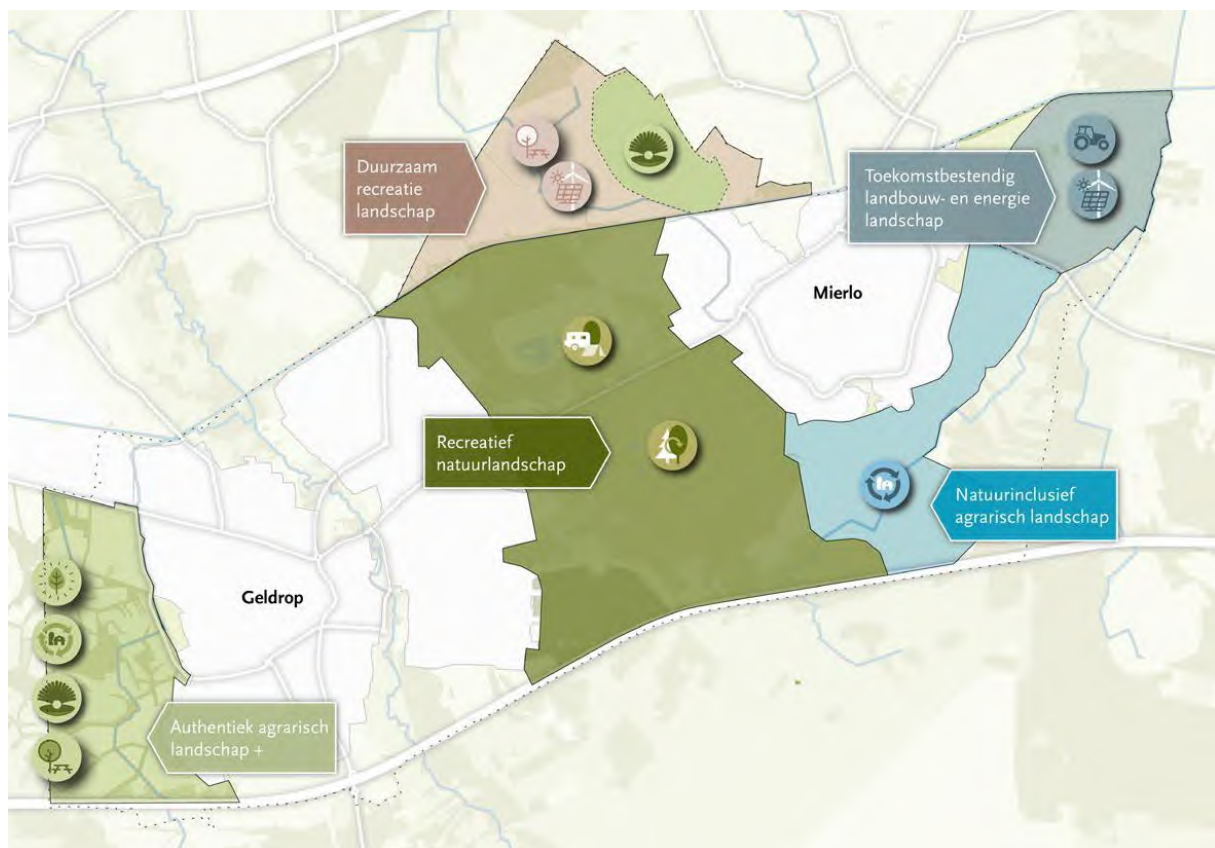 Duurzaam
recreatie
landschap
Toekomstbestendig
landbouw- en energie
landschap
Mierlo
Recreatief
natuurlandschap
Natuurinclusief
agrarisch landschap
Geldrop
Authentiek agrarisch
landschap +